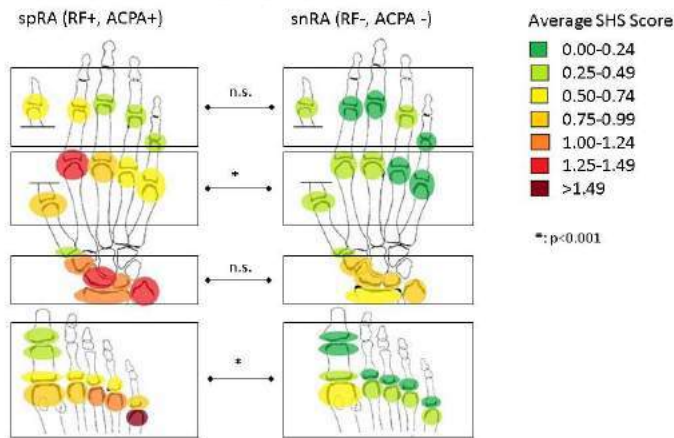 spRA (RF+, ACPA+)
snRA (RF-, ACPA -)
Average SHS Score
0.00-0.24
0.25-0.49
0.50-0.74
0.75-0.99
1.00-1.24
1.25-1.49
>1.49
*: p<0.001
n.s.
*
n.s.
*